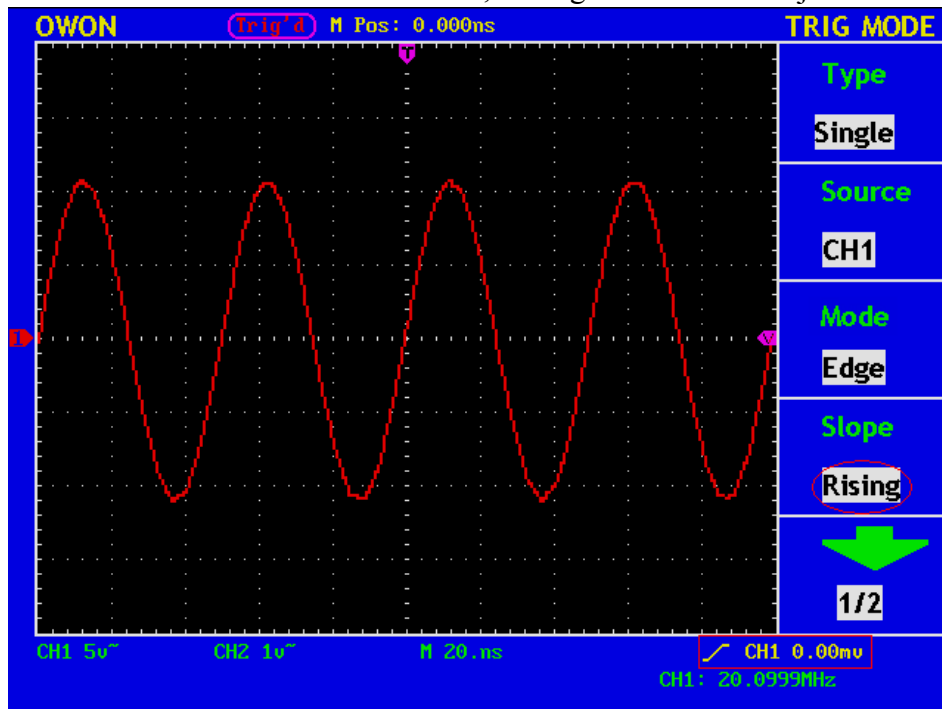 OWON Trig'd M Pos: 0.000ns TRIG MODE
T
Type
Single
Source
CH1
1
V
Mode
Edge
Slope
Rising
1/2
CH1 5v~ CH2 1v~ M 20.ns CH1 0.00mv
CH1: 20.0999MHz